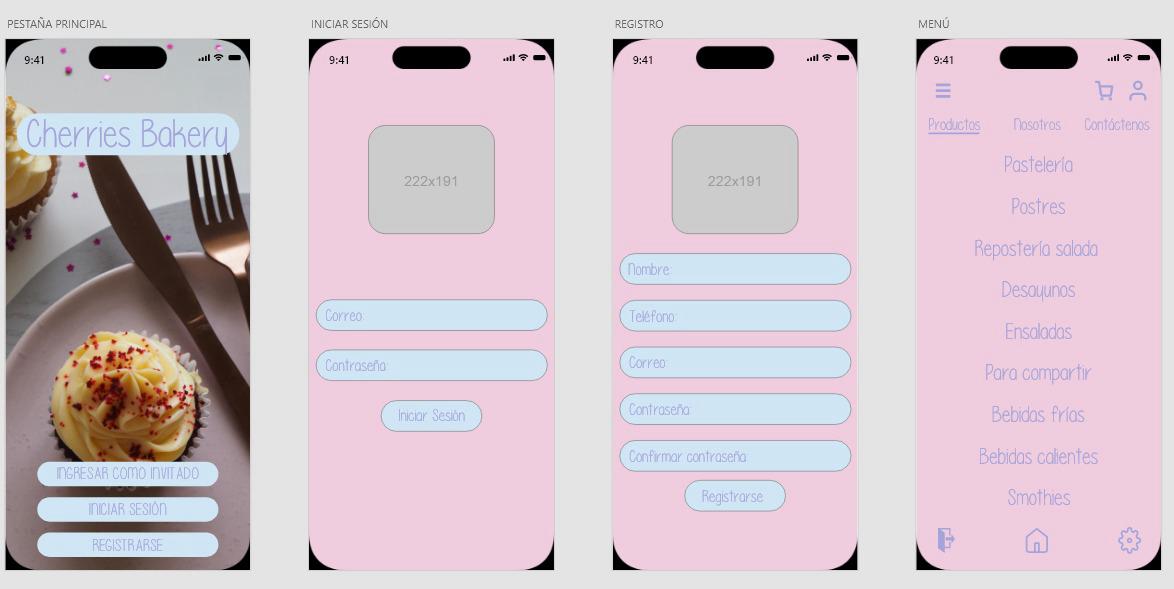 PESTAÑA PRINCIPAL
9:41
Cherries Bakery
INGRESAR COMO INVITADO
INICIAR SESIÓN
REGISTRARSE
INICIAR SESIÓN
9:41
222x191
Correo:
Contraseña:
Iniciar Sesión
REGISTRO
9:41
222x191
Nombre:
Teléfono:
Correo:
Contraseña:
Confirmar contraseña:
Registrarse
MENÚ
9:41
Productos Nosotros Contáctenos
Pastelería
Postres
Repostería salada
Desayunos
Ensaladas
Para compartir
Bebidas frías
Bebidas calientes
Smothies